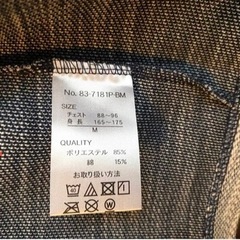 No. 83-7181P-BM
SIZE
チェスト 88～96
身長 165～175
M
QUALITY
ポリエステル 85%
綿 15%
お取り扱い方法
40